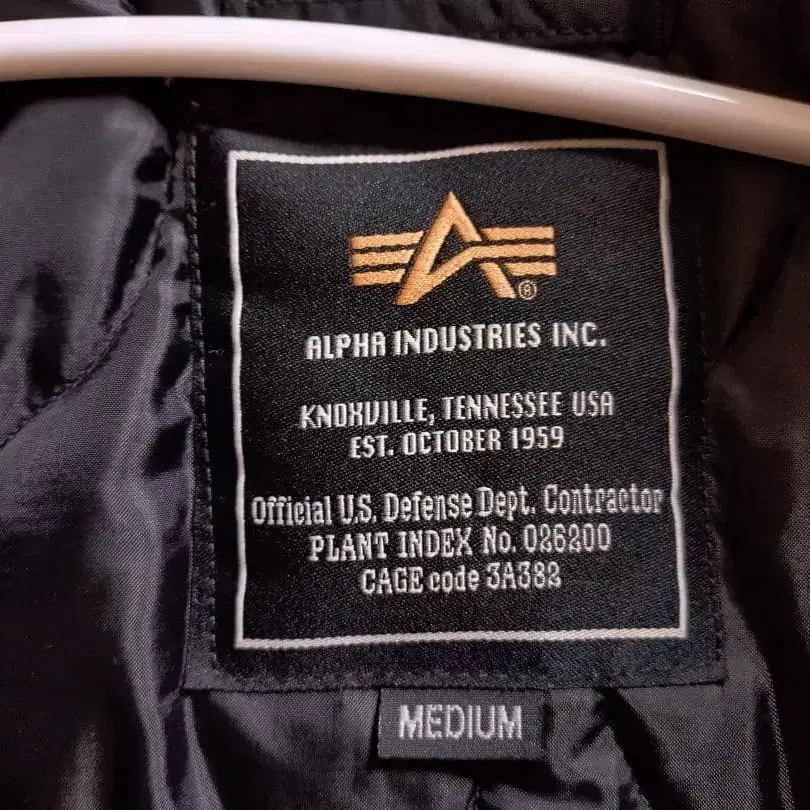 ®
ALPHA INDUSTRIES INC.
KNOXVILLE, TENNESSEE USA
EST. OCTOBER 1959
Official U.S. Defense Dept. Contractor
PLANT INDEX No. 026200
CAGE code 3A382
MEDIUM